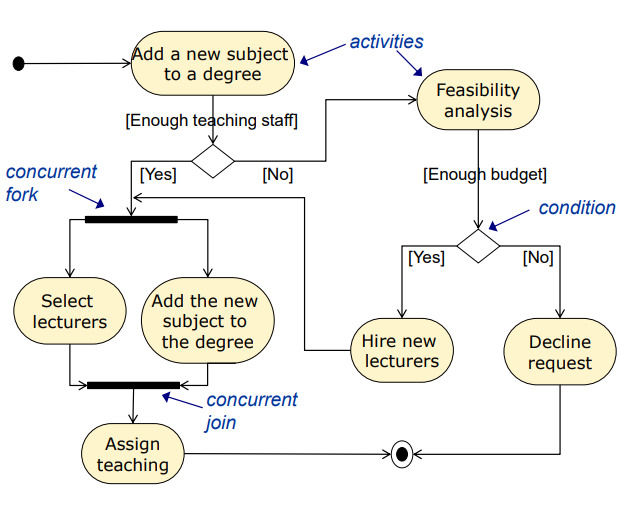 Add a new subject
to a degree
activities
Feasibility
analysis
[Enough teaching staff]
[Yes]
[No]
[Enough budget]
concurrent
fork
condition
[Yes]
[No]
Select
lecturers
Add the new
subject to
the degree
Hire new
lecturers
Decline
request
concurrent
join
Assign
teaching